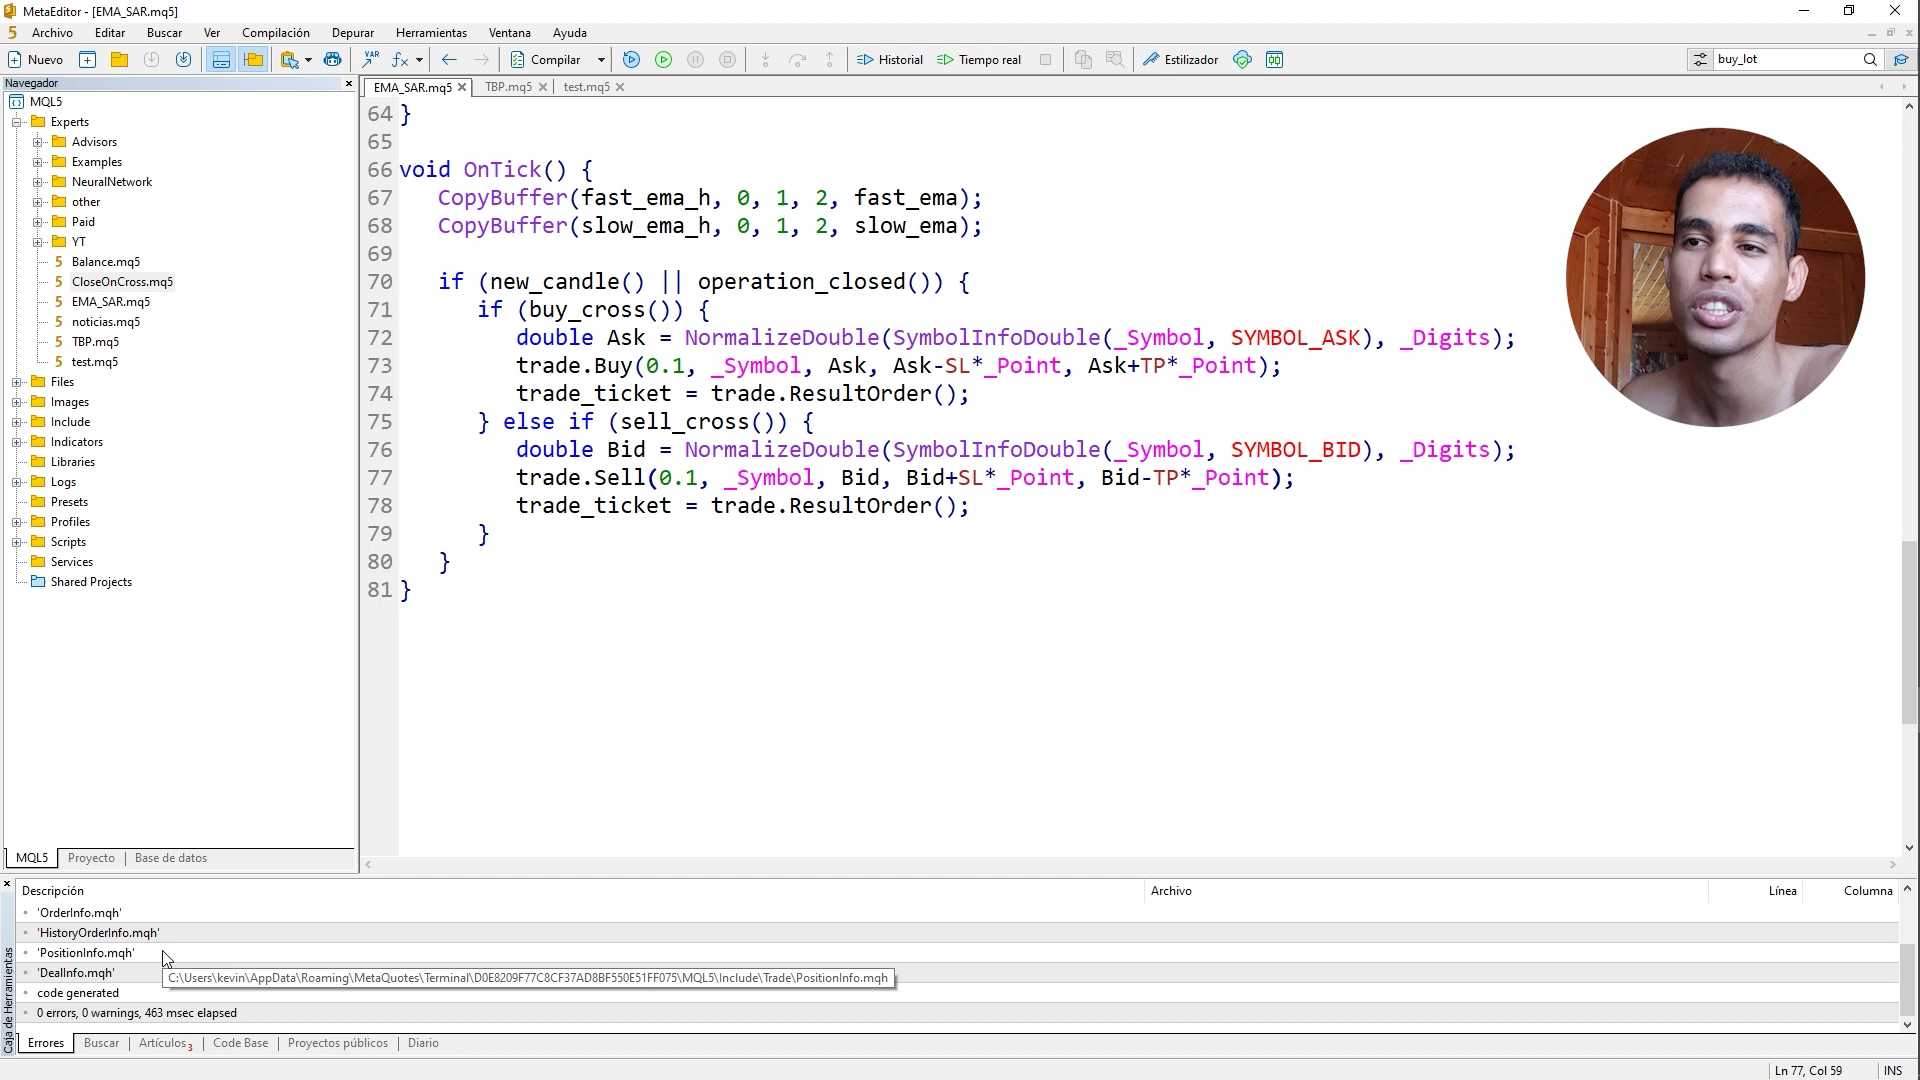 MetaEditor - [EMA_SAR.mq5]
5 Archivo Editar Buscar Ver Compilación Depurar Herramientas Ventana Ayuda
Nuevo VAR fx Compilar Historial Tiempo real Estilizador buy_lot
Navegador
MQL5
Experts
Advisors
Examples
NeuralNetwork
other
Paid
YT
5 Balance.mq5
5 CloseOnCross.mq5
5 EMA_SAR.mq5
5 noticias.mq5
5 TBP.mq5
5 test.mq5
Files
Images
Include
Indicators
Libraries
Logs
Presets
Profiles
Scripts
Services
Shared Projects
MQL5 Proyecto Base de datos
EMA_SAR.mq5 TBP.mq5 test.mq5
64 }
65
66 void OnTick() {
67 CopyBuffer(fast_ema_h, 0, 1, 2, fast_ema);
68 CopyBuffer(slow_ema_h, 0, 1, 2, slow_ema);
69
70 if (new_candle() || operation_closed()) {
71 if (buy_cross()) {
72 double Ask = NormalizeDouble(SymbolInfoDouble(_Symbol, SYMBOL_ASK), _Digits);
73 trade.Buy(0.1, _Symbol, Ask, Ask-SL*_Point, Ask+TP*_Point);
74 trade_ticket = trade.ResultOrder();
75 } else if (sell_cross()) {
76 double Bid = NormalizeDouble(SymbolInfoDouble(_Symbol, SYMBOL_BID), _Digits);
77 trade.Sell(0.1, _Symbol, Bid, Bid+SL*_Point, Bid-TP*_Point);
78 trade_ticket = trade.ResultOrder();
79 }
80 }
81 }
Caja de Herramientas
Descripción Archivo Línea Columna
'OrderInfo.mqh'
'HistoryOrderInfo.mqh'
'PositionInfo.mqh'
'DealInfo.mqh'
C:\Users\kevin\AppData\Roaming\MetaQuotes\Terminal\D0E8209F77C8CF37AD8BF550E51FF075\MQL5\Include\Trade\PositionInfo.mqh
code generated
0 errors, 0 warnings, 463 msec elapsed
Errores Buscar Artículos 3 Code Base Proyectos públicos Diario
Ln 77, Col 59 INS